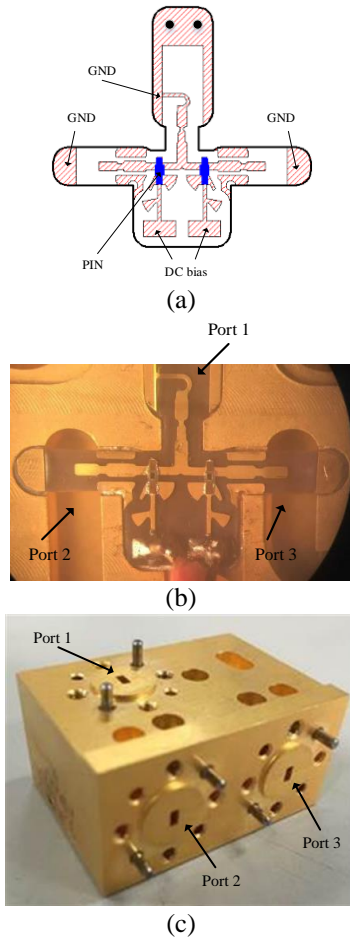 GND
GND
GND
PIN
DC bias
(a)
Port 1
Port 2
Port 3
(b)
Port 1
Port 2
Port 3
(c)